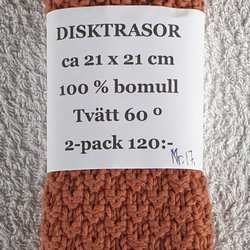 DISKTRASOR
ca 21 x 21 cm
100 % bomull
Tvätt 60 º
2-pack 120:-